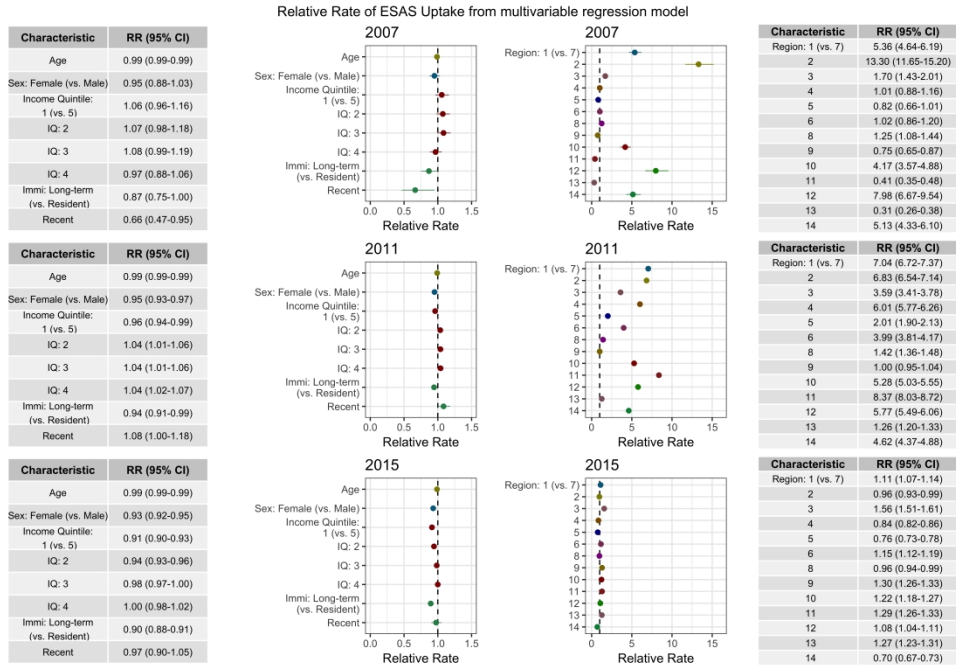 Relative Rate of ESAS Uptake from multivariable regression model
Characteristic RR (95% CI)
Age 0.99 (0.99-0.99)
Sex: Female (vs. Male) 0.95 (0.88-1.03)
Income Quintile:
1 (vs. 5) 1.06 (0.96-1.16)
IQ: 2 1.07 (0.98-1.18)
IQ: 3 1.08 (0.99-1.19)
IQ: 4 0.97 (0.88-1.06)
Immi: Long-term
(vs. Resident) 0.87 (0.75-1.00)
Recent 0.66 (0.47-0.95)
2007
Age
Sex: Female (vs. Male)
Income Quintile:
1 (vs. 5)
IQ: 2
IQ: 3
IQ: 4
Immi: Long-term
(vs. Resident)
Recent
0.0 0.5 1.0 1.5
Relative Rate
2007
Region: 1 (vs. 7)
2
3
4
5
6
8
9
10
11
12
13
14
0 5 10 15
Relative Rate
Characteristic RR (95% CI)
Region: 1 (vs. 7) 5.36 (4.64-6.19)
2 13.30 (11.65-15.20)
3 1.70 (1.43-2.01)
4 1.01 (0.88-1.16)
5 0.82 (0.66-1.01)
6 1.02 (0.86-1.20)
8 1.25 (1.08-1.44)
9 0.75 (0.65-0.87)
10 4.17 (3.57-4.88)
11 0.41 (0.35-0.48)
12 7.98 (6.67-9.54)
13 0.31 (0.26-0.38)
14 5.13 (4.33-6.10)
Characteristic RR (95% CI)
Age 0.99 (0.99-0.99)
Sex: Female (vs. Male) 0.95 (0.93-0.97)
Income Quintile:
1 (vs. 5) 0.96 (0.94-0.99)
IQ: 2 1.04 (1.01-1.06)
IQ: 3 1.04 (1.01-1.06)
IQ: 4 1.04 (1.02-1.07)
Immi: Long-term
(vs. Resident) 0.94 (0.91-0.99)
Recent 1.08 (1.00-1.18)
2011
Age
Sex: Female (vs. Male)
Income Quintile:
1 (vs. 5)
IQ: 2
IQ: 3
IQ: 4
Immi: Long-term
(vs. Resident)
Recent
0.0 0.5 1.0 1.5
Relative Rate
2011
Region: 1 (vs. 7)
2
3
4
5
6
8
9
10
11
12
13
14
0 5 10 15
Relative Rate
Characteristic RR (95% CI)
Region: 1 (vs. 7) 7.04 (6.72-7.37)
2 6.83 (6.54-7.14)
3 3.59 (3.41-3.78)
4 6.01 (5.77-6.26)
5 2.01 (1.90-2.13)
6 3.99 (3.81-4.17)
8 1.42 (1.36-1.48)
9 1.00 (0.95-1.04)
10 5.28 (5.03-5.55)
11 8.37 (8.03-8.72)
12 5.77 (5.49-6.06)
13 1.26 (1.20-1.33)
14 4.62 (4.37-4.88)
Characteristic RR (95% CI)
Age 0.99 (0.99-0.99)
Sex: Female (vs. Male) 0.93 (0.92-0.95)
Income Quintile:
1 (vs. 5) 0.91 (0.90-0.93)
IQ: 2 0.94 (0.93-0.96)
IQ: 3 0.98 (0.97-1.00)
IQ: 4 1.00 (0.98-1.02)
Immi: Long-term
(vs. Resident) 0.90 (0.88-0.91)
Recent 0.97 (0.90-1.05)
2015
Age
Sex: Female (vs. Male)
Income Quintile:
1 (vs. 5)
IQ: 2
IQ: 3
IQ: 4
Immi: Long-term
(vs. Resident)
Recent
0.0 0.5 1.0 1.5
Relative Rate
2015
Region: 1 (vs. 7)
2
3
4
5
6
8
9
10
11
12
13
14
0 5 10 15
Relative Rate
Characteristic RR (95% CI)
Region: 1 (vs. 7) 1.11 (1.07-1.14)
2 0.96 (0.93-0.99)
3 1.56 (1.51-1.61)
4 0.84 (0.82-0.86)
5 0.76 (0.73-0.78)
6 1.15 (1.12-1.19)
8 0.96 (0.94-0.99)
9 1.30 (1.26-1.33)
10 1.22 (1.18-1.27)
11 1.29 (1.26-1.33)
12 1.08 (1.04-1.11)
13 1.27 (1.23-1.31)
14 0.70 (0.67-0.73)